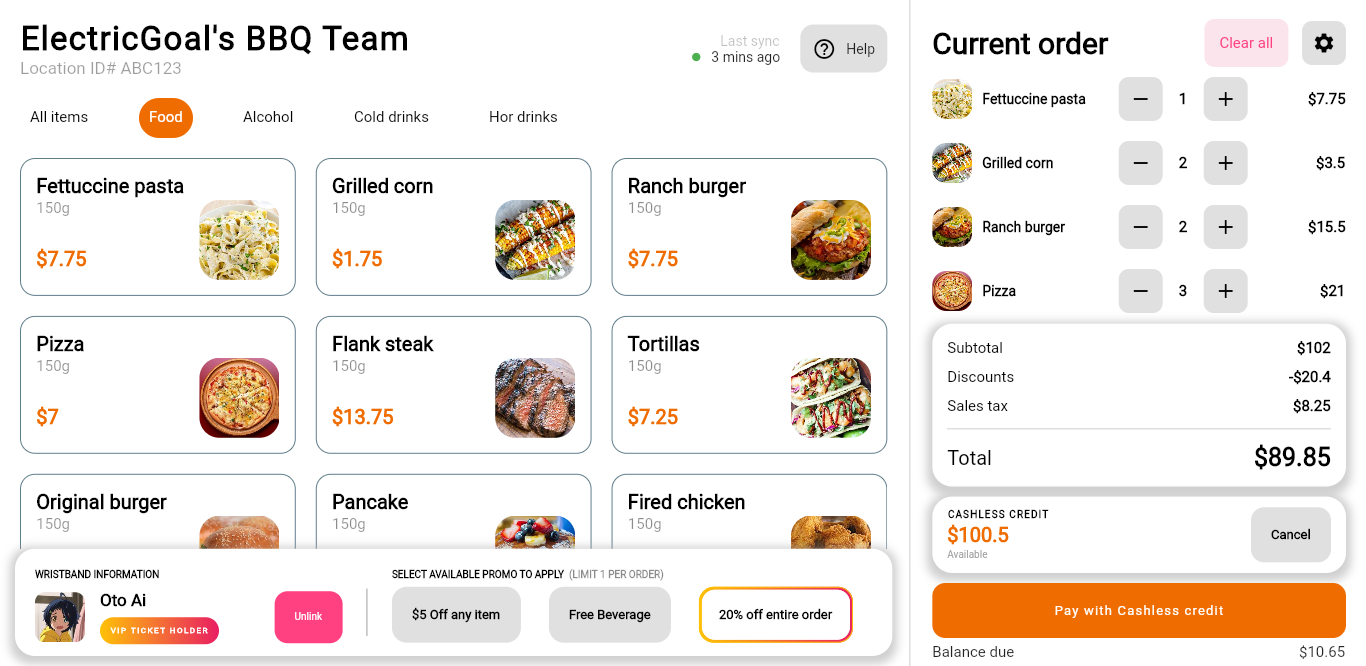 ElectricGoal's BBQ Team
Location ID# ABC123
Last sync
3 mins ago
Help
All items
Food
Alcohol
Cold drinks
Hor drinks
Fettuccine pasta
150g
$7.75
Grilled corn
150g
$1.75
Ranch burger
150g
$7.75
Pizza
150g
$7
Flank steak
150g
$13.75
Tortillas
150g
$7.25
Original burger
150g
Pancake
150g
Fired chicken
150g
WRISTBAND INFORMATION
Oto Ai
VIP TICKET HOLDER
Unlink
SELECT AVAILABLE PROMO TO APPLY (LIMIT 1 PER ORDER)
$5 Off any item
Free Beverage
20% off entire order
Current order
Clear all
Fettuccine pasta — 1 + $7.75
Grilled corn — 2 + $3.5
Ranch burger — 2 + $15.5
Pizza — 3 + $21
Subtotal $102
Discounts -$20.4
Sales tax $8.25
Total $89.85
CASHLESS CREDIT
$100.5
Available
Cancel
Pay with Cashless credit
Balance due $10.65